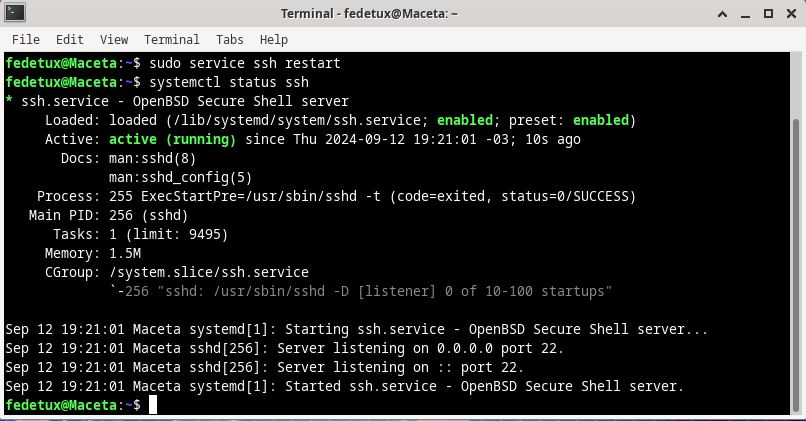 Terminal - fedetux@Maceta: ~
File Edit View Terminal Tabs Help
fedetux@Maceta:~$ sudo service ssh restart
fedetux@Maceta:~$ systemctl status ssh
* ssh.service - OpenBSD Secure Shell server
     Loaded: loaded (/lib/systemd/system/ssh.service; enabled; preset: enabled)
     Active: active (running) since Thu 2024-09-12 19:21:01 -03; 10s ago
       Docs: man:sshd(8)
             man:sshd_config(5)
    Process: 255 ExecStartPre=/usr/sbin/sshd -t (code=exited, status=0/SUCCESS)
   Main PID: 256 (sshd)
      Tasks: 1 (limit: 9495)
     Memory: 1.5M
     CGroup: /system.slice/ssh.service
             `-256 "sshd: /usr/sbin/sshd -D [listener] 0 of 10-100 startups"
Sep 12 19:21:01 Maceta systemd[1]: Starting ssh.service - OpenBSD Secure Shell server...
Sep 12 19:21:01 Maceta sshd[256]: Server listening on 0.0.0.0 port 22.
Sep 12 19:21:01 Maceta sshd[256]: Server listening on :: port 22.
Sep 12 19:21:01 Maceta systemd[1]: Started ssh.service - OpenBSD Secure Shell server.
fedetux@Maceta:~$